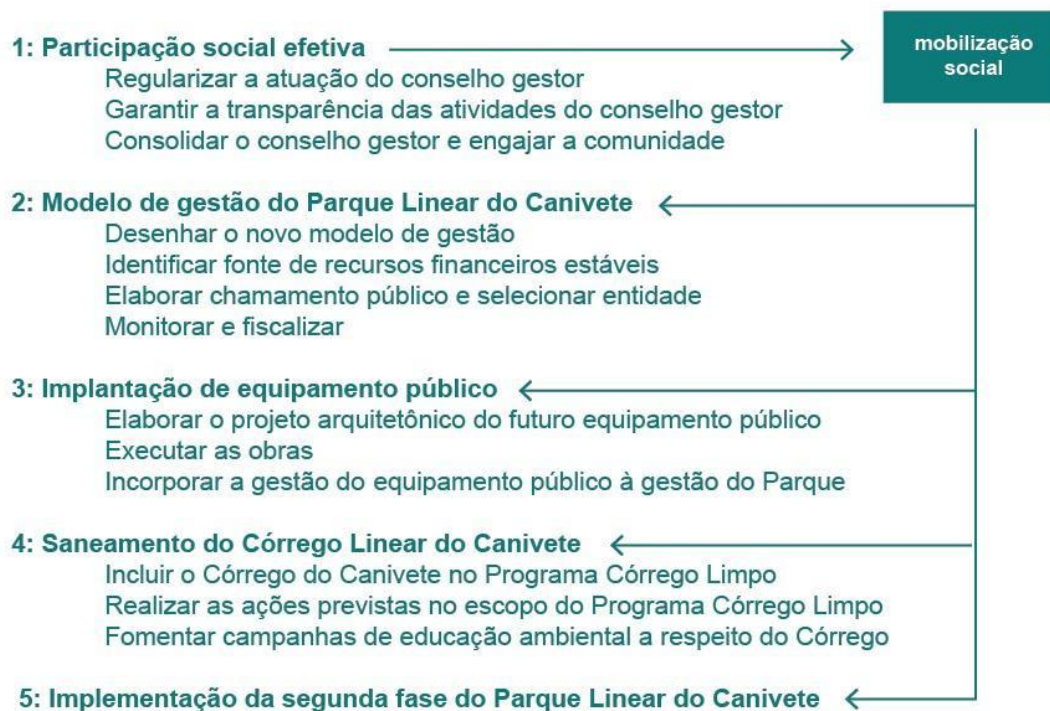 1: Participação social efetiva
mobilização
social
Regularizar a atuação do conselho gestor
Garantir a transparência das atividades do conselho gestor
Consolidar o conselho gestor e engajar a comunidade
2: Modelo de gestão do Parque Linear do Canivete
Desenhar o novo modelo de gestão
Identificar fonte de recursos financeiros estáveis
Elaborar chamamento público e selecionar entidade
Monitorar e fiscalizar
3: Implantação de equipamento público
Elaborar o projeto arquitetônico do futuro equipamento público
Executar as obras
Incorporar a gestão do equipamento público à gestão do Parque
4: Saneamento do Córrego Linear do Canivete
Incluir o Córrego do Canivete no Programa Córrego Limpo
Realizar as ações previstas no escopo do Programa Córrego Limpo
Fomentar campanhas de educação ambiental a respeito do Córrego
5: Implementação da segunda fase do Parque Linear do Canivete